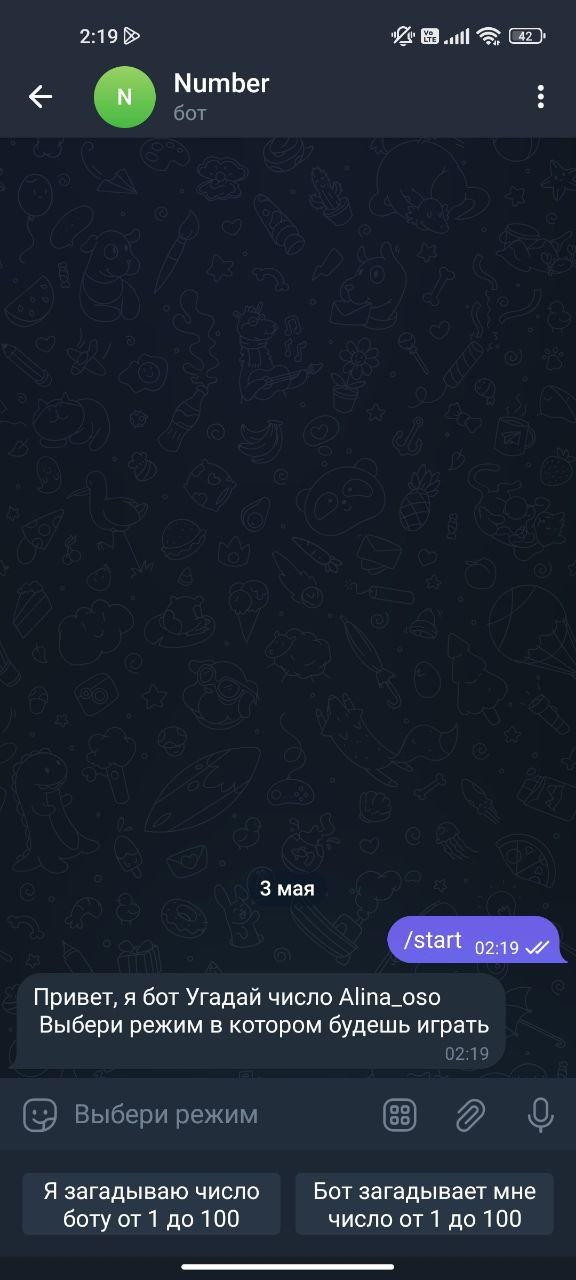 2:19
Vo LTE
42
N
Number
бот
3 мая
/start 02:19
Привет, я бот Угадай число Alina_oso
Выбери режим в котором будешь играть
02:19
Выбери режим
Я загадываю число
боту от 1 до 100
Бот загадывает мне
число от 1 до 100